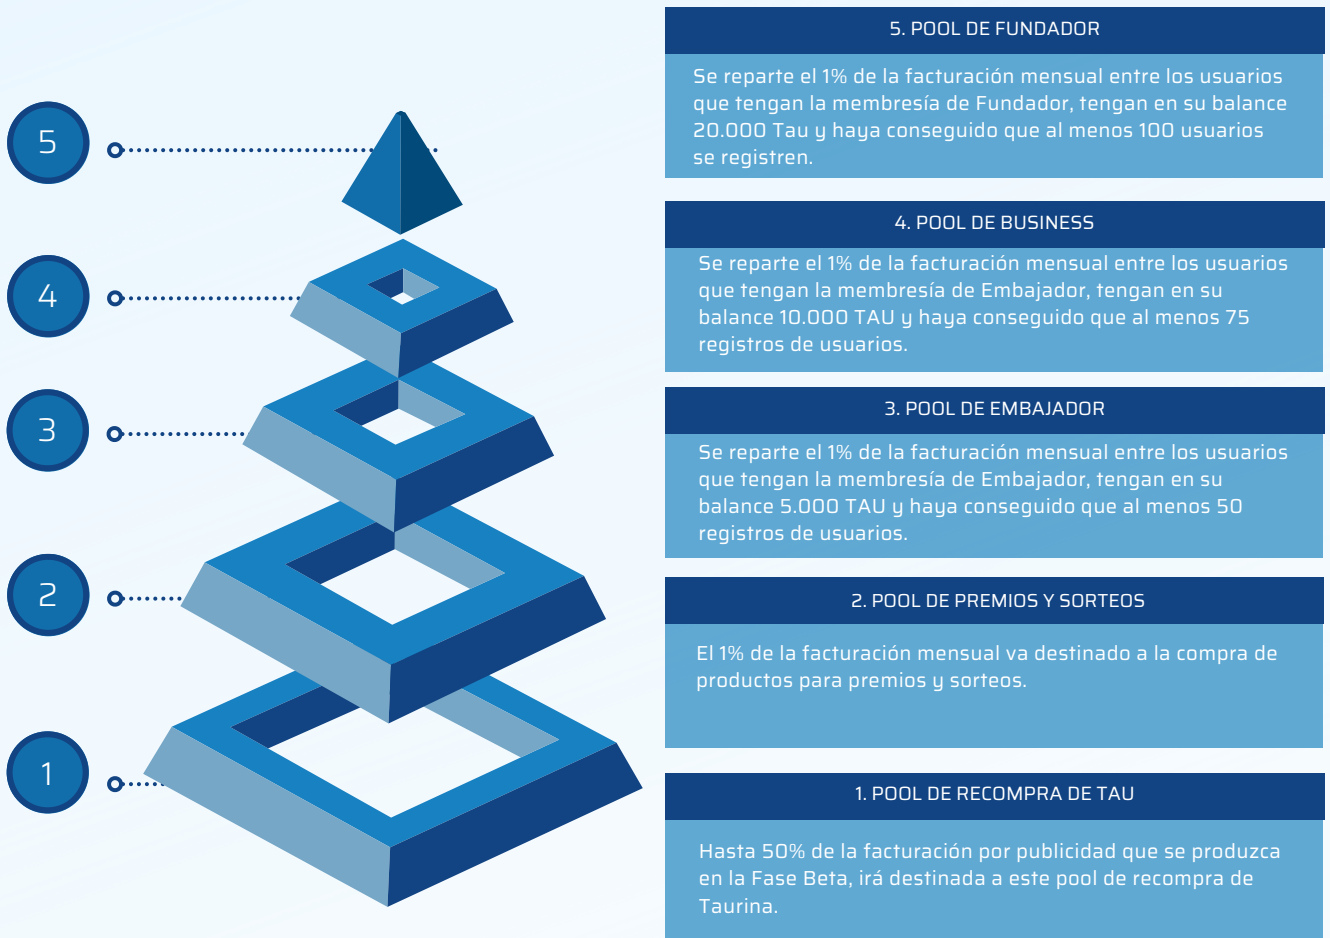 5. POOL DE FUNDADOR
Se reparte el 1% de la facturación mensual entre los usuarios
que tengan la membresía de Fundador, tengan en su balance
20.000 Tau y haya conseguido que al menos 100 usuarios
se registren.
5
4. POOL DE BUSINESS
Se reparte el 1% de la facturación mensual entre los usuarios
que tengan la membresía de Embajador, tengan en su
balance 10.000 TAU y haya conseguido que al menos 75
registros de usuarios.
4
3. POOL DE EMBAJADOR
Se reparte el 1% de la facturación mensual entre los usuarios
que tengan la membresía de Embajador, tengan en su
balance 5.000 TAU y haya conseguido que al menos 50
registros de usuarios.
3
2. POOL DE PREMIOS Y SORTEOS
El 1% de la facturación mensual va destinado a la compra de
productos para premios y sorteos.
2
1. POOL DE RECOMPRA DE TAU
Hasta 50% de la facturación por publicidad que se produzca
en la Fase Beta, irá destinada a este pool de recompra de
Taurina.
1